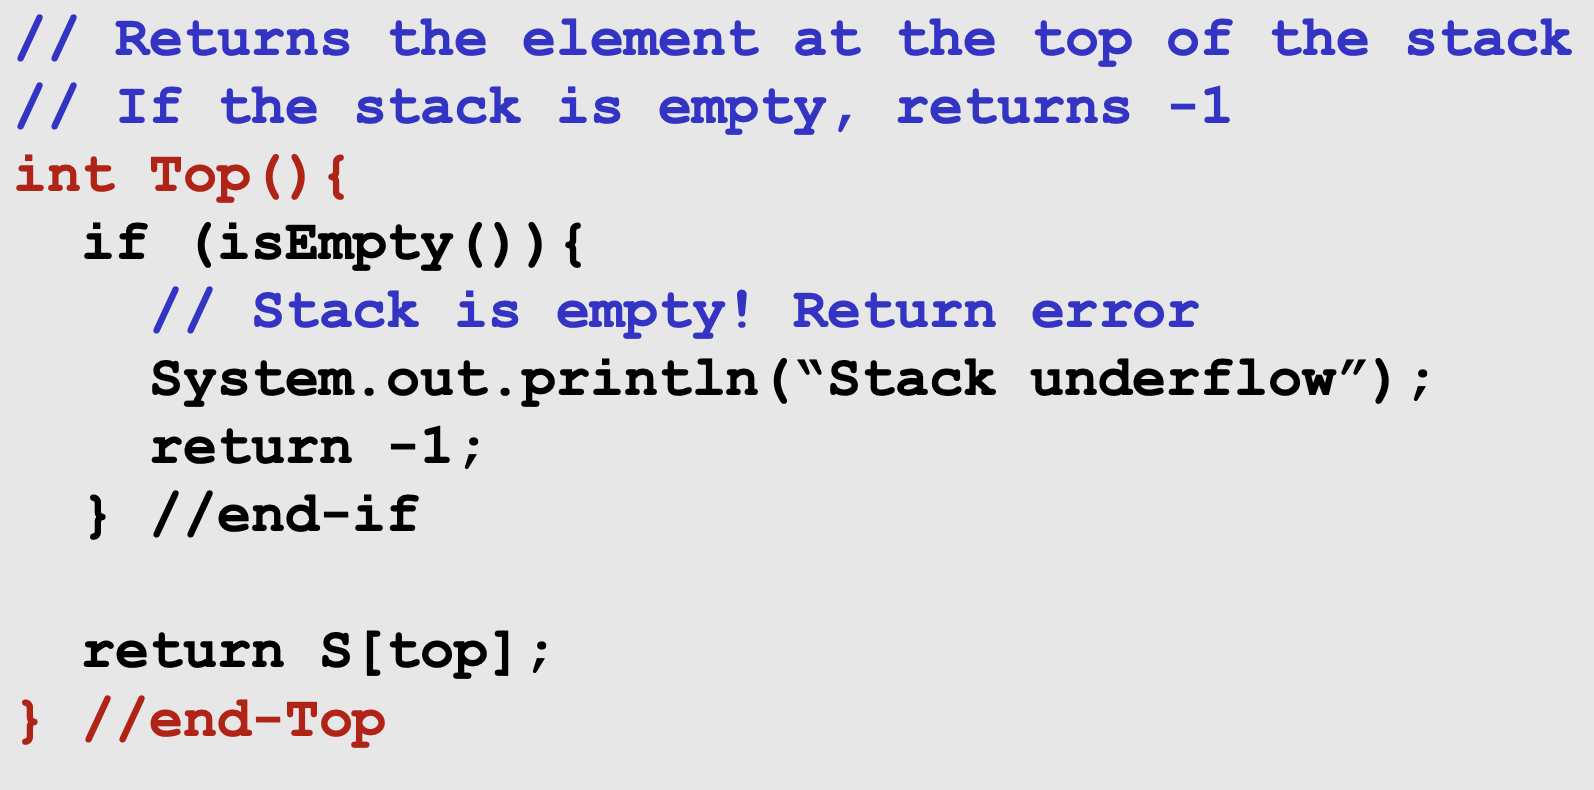 // Returns the element at the top of the stack
// If the stack is empty, returns -1
int Top(){
  if (isEmpty()){
    // Stack is empty! Return error
    System.out.println(“Stack underflow”);
    return -1;
  } //end-if

  return S[top];
} //end-Top